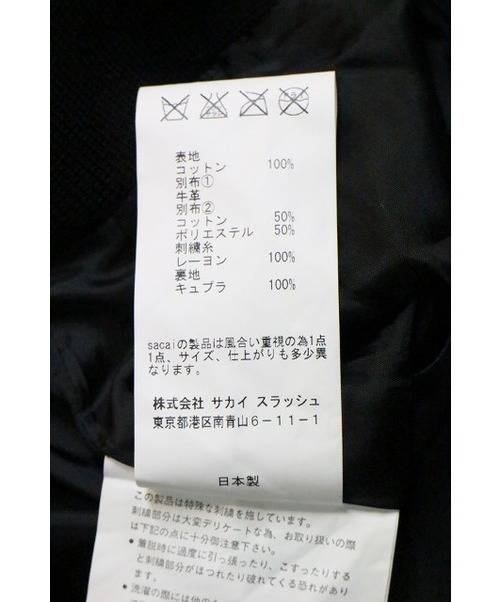 表地
コットン 100%
別布①
牛革
別布②
コットン 50%
ポリエステル 50%
刺繍糸
レーヨン 100%
裏地
キュプラ 100%
sacaiの製品は風合い重視の為1点
1点、サイズ、仕上がりも多少異
なります。
株式会社 サカイ スラッシュ
東京都港区南青山6-11-1
日本製
この製品は特殊な刺繍を施しています。
刺繍部分は大変デリケートな為、お取り扱いの際
は下記の点に十分御注意下さい。
●着脱時に過度に引っ張ったり、こすったりする
と刺繍部分がほつれたり破れてくる恐れがあり
ます。
●洗濯の際には他の